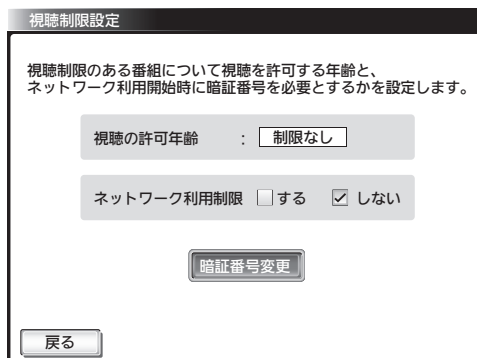 視聴制限設定
視聴制限のある番組について視聴を許可する年齢と、
ネットワーク利用開始時に暗証番号を必要とするかを設定します。
視聴の許可年齢 : 制限なし
ネットワーク利用制限 する しない
暗証番号変更
戻る